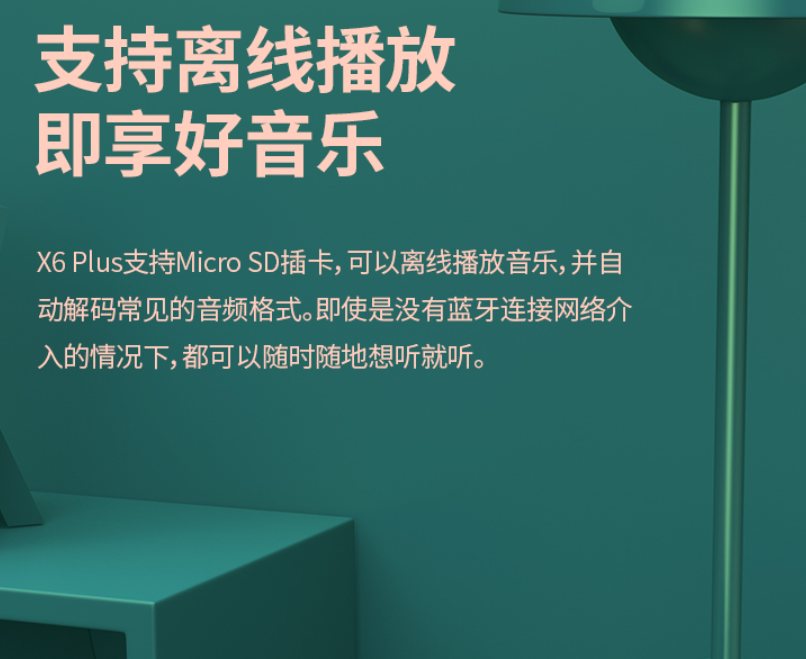 支持离线播放
即享好音乐
X6 Plus支持Micro SD插卡，可以离线播放音乐，并自
动解码常见的音频格式。即使是没有蓝牙连接网络介
入的情况下，都可以随时随地想听就听。